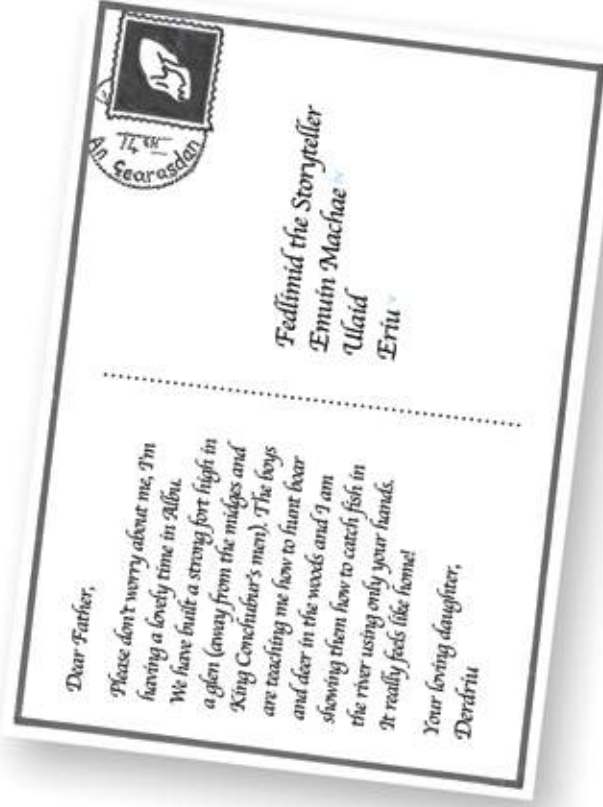 Dear Father,
Please don't worry about me, I'm
having a lovely time in Albu.
We have built a strong fort high in
a glen (away from the midges and
King Conchubur's men). The boys
are teaching me how to hunt boar
and deer in the woods and I am
showing them how to catch fish in
the river using only your hands.
It really feels like home!
Your loving daughter,
Derdriu
An Gearasdan
Fedlimid the Storyteller
Emuin Machae
Ulaid
Eriu